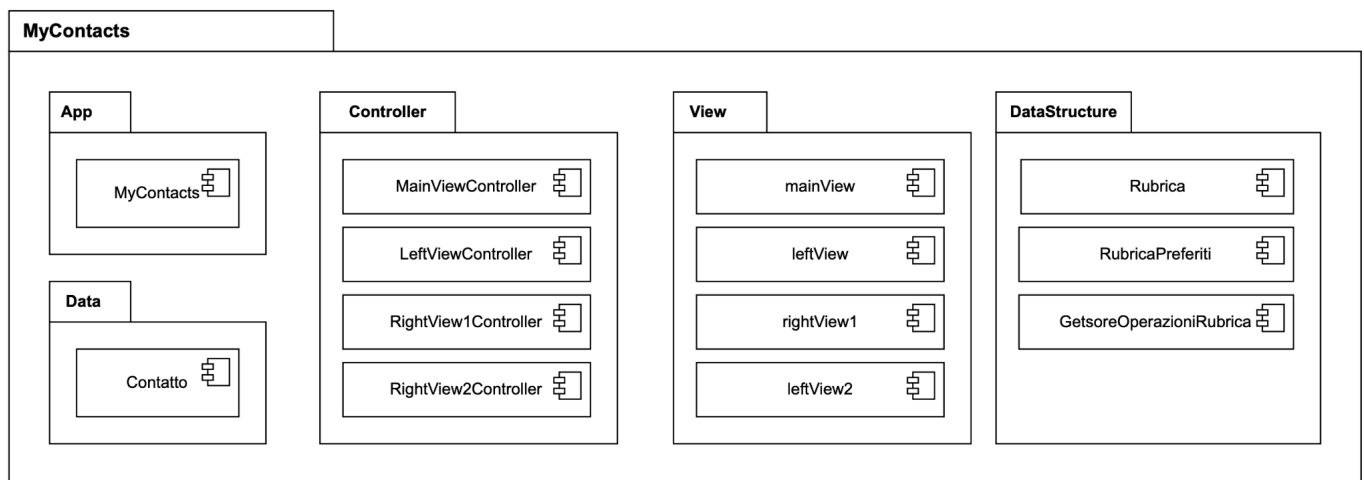 MyContacts
App
MyContacts
Data
Contatto
Controller
MainViewController
LeftViewController
RightView1Controller
RightView2Controller
View
mainView
leftView
rightView1
leftView2
DataStructure
Rubrica
RubricaPreferiti
GetsoreOperazioniRubrica